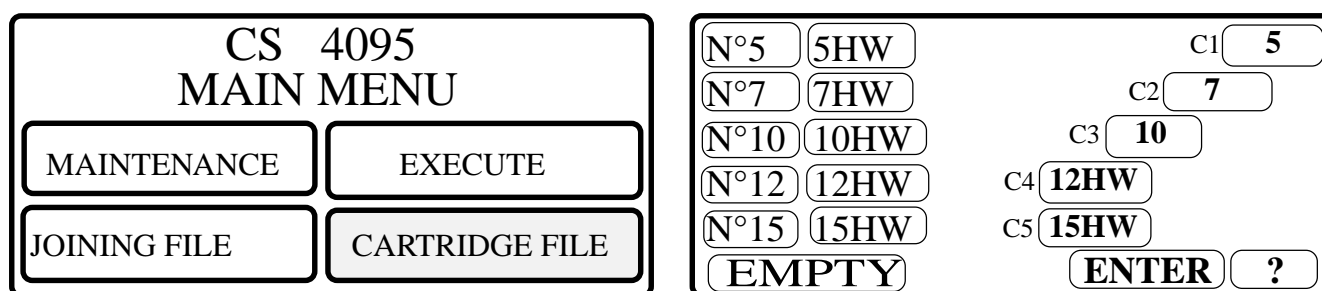 CS 4095
MAIN MENU
MAINTENANCE EXECUTE
JOINING FILE CARTRIDGE FILE
N°5 5HW C1 5
N°7 7HW C2 7
N°10 10HW C3 10
N°12 12HW C4 12HW
N°15 15HW C5 15HW
EMPTY ENTER ?